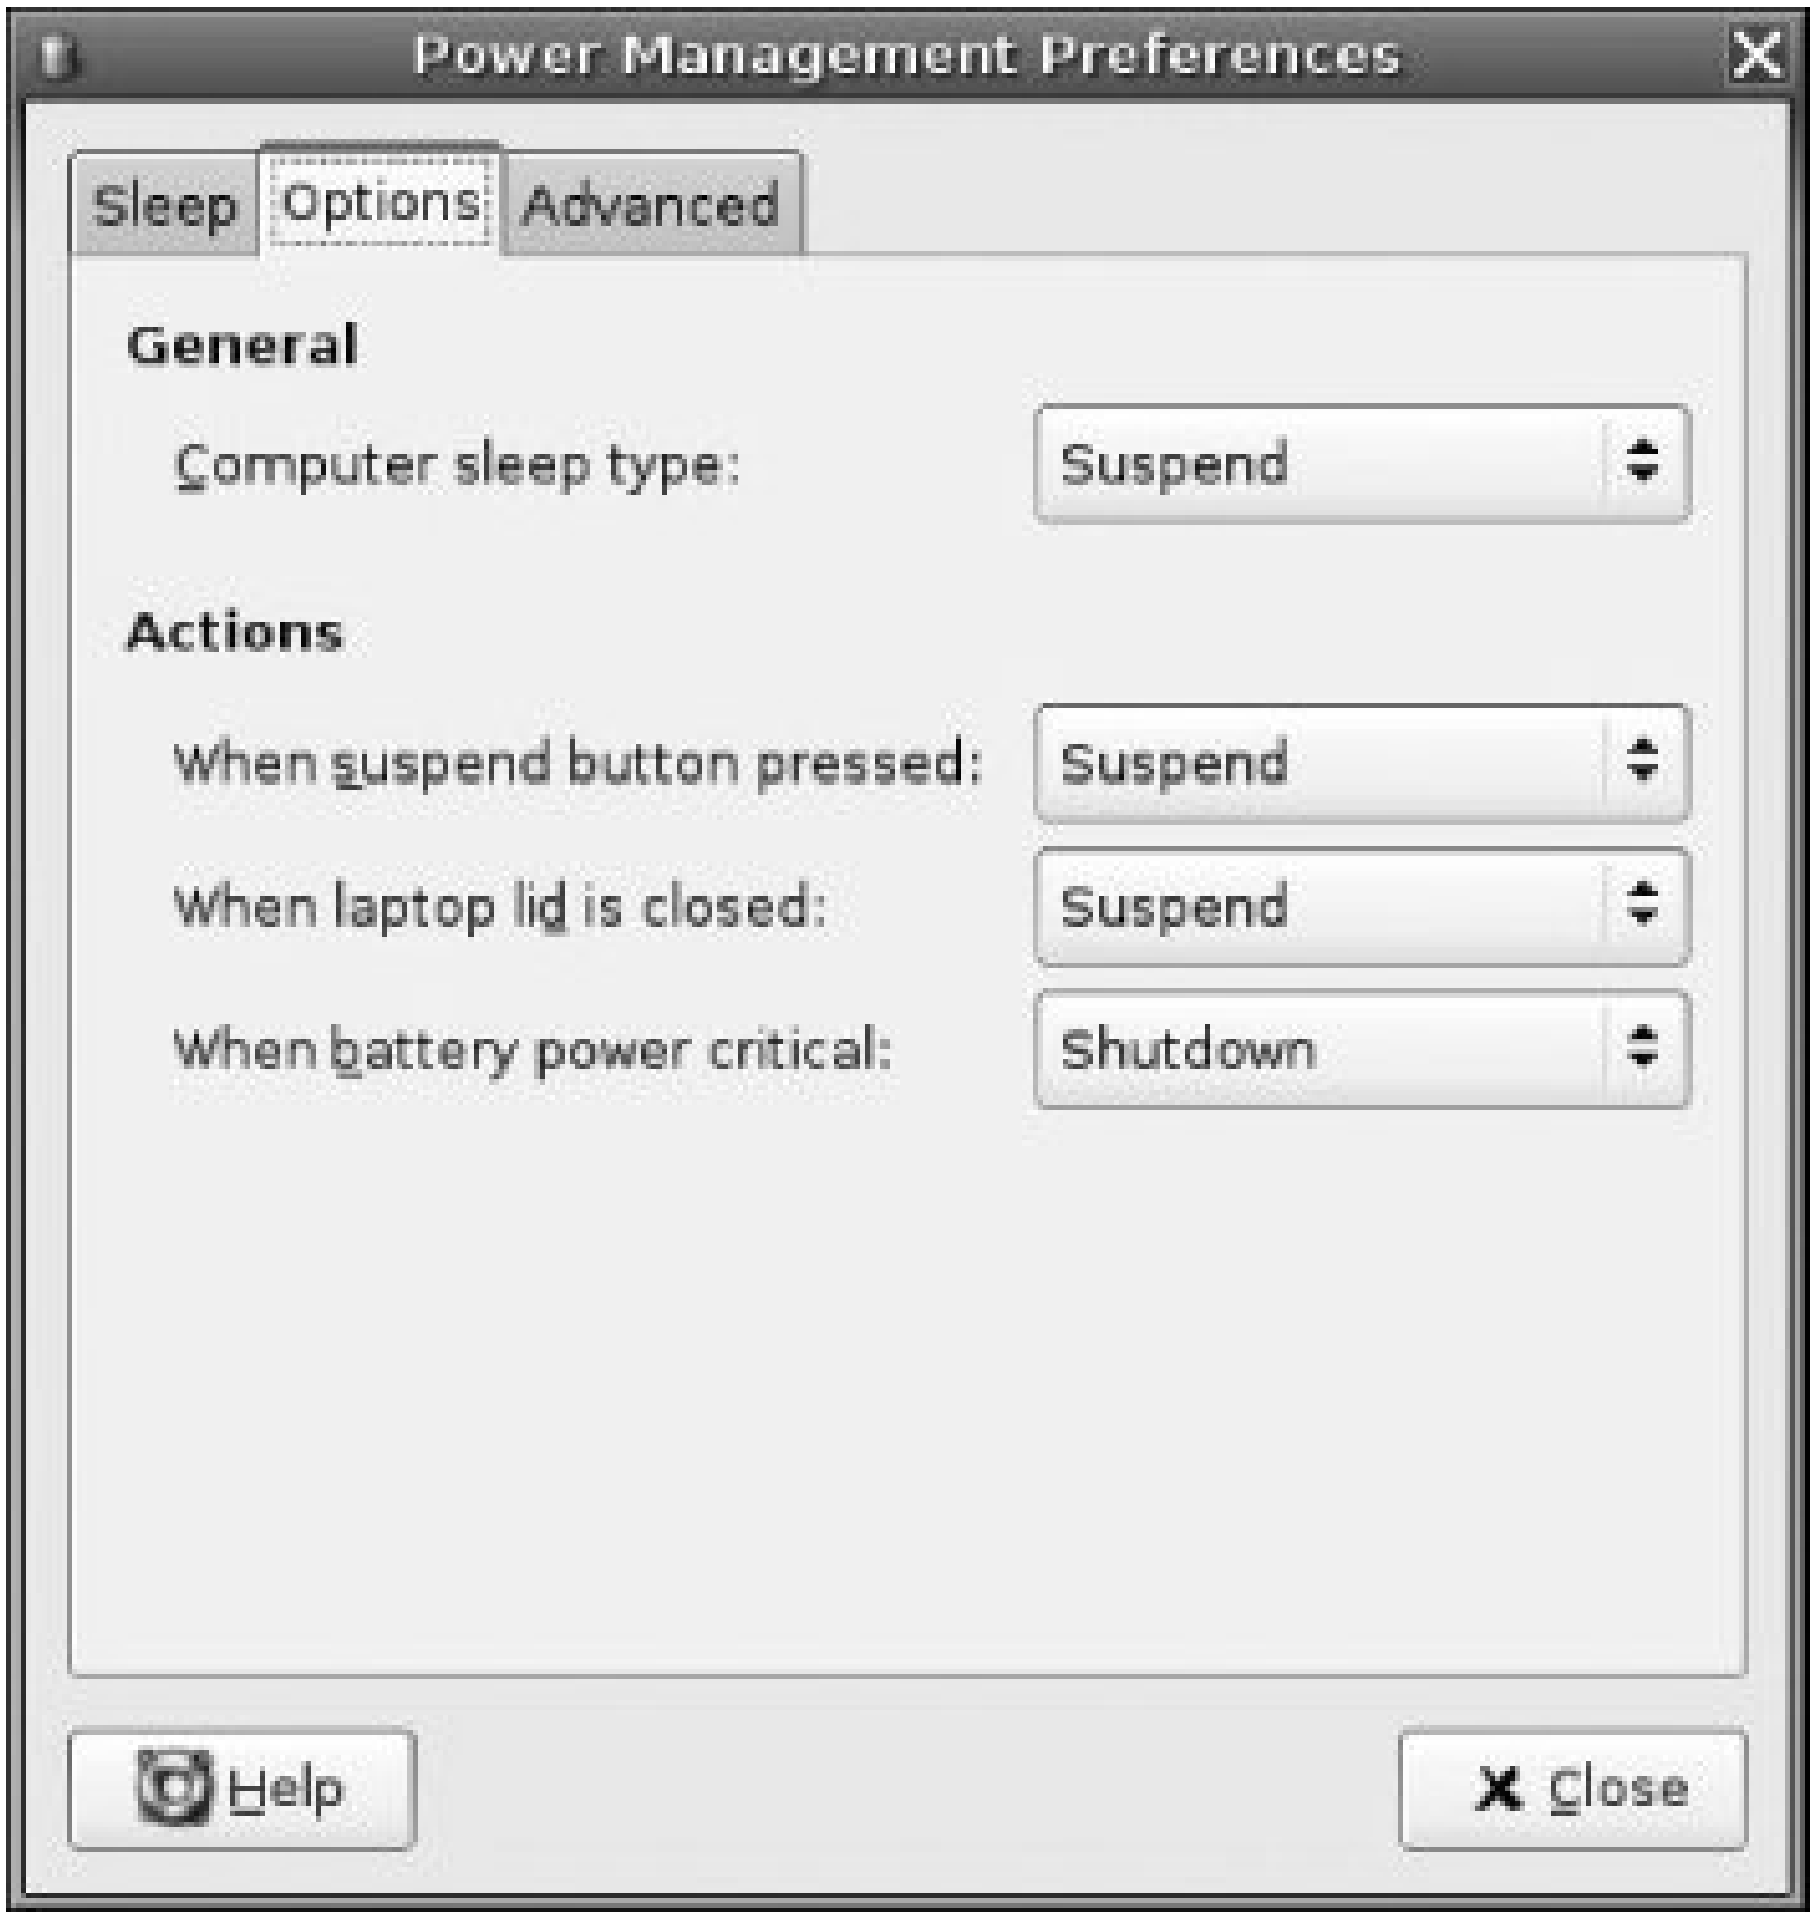 Power Management Preferences
Sleep Options Advanced
General
Computer sleep type: Suspend
Actions
When suspend button pressed: Suspend
When laptop lid is closed: Suspend
When battery power critical: Shutdown
Help Close